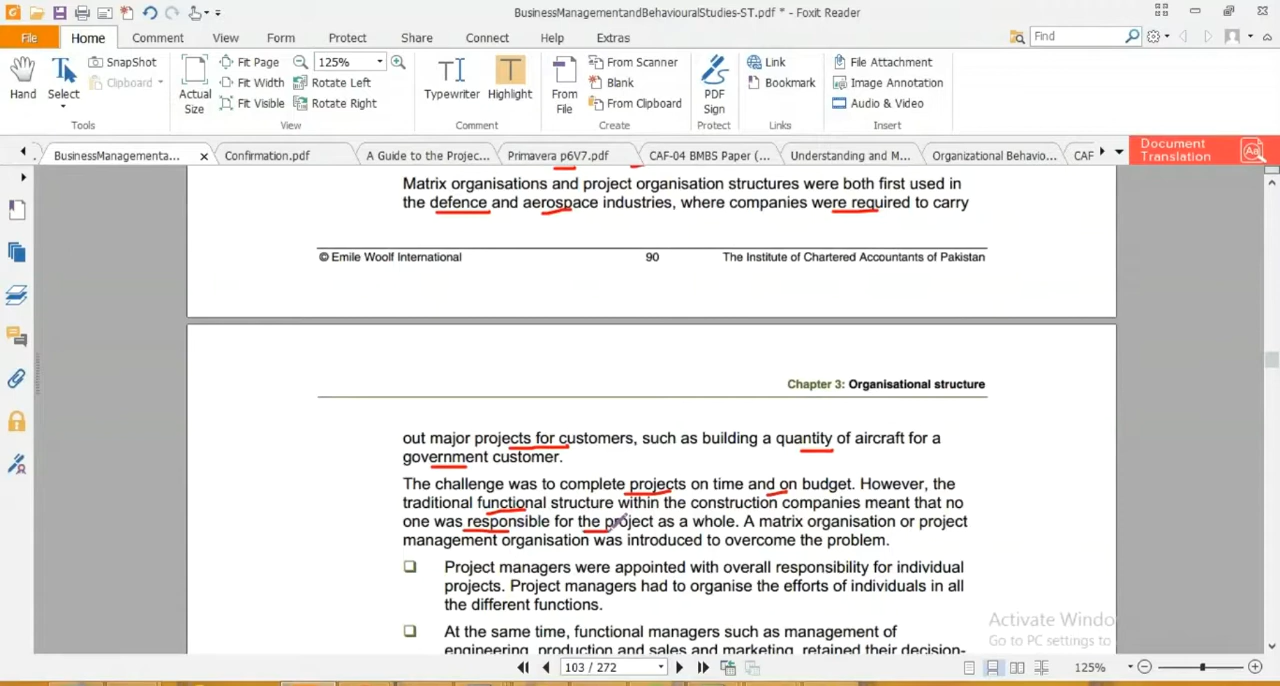 BusinessManagementandBehaviouralStudies-ST.pdf * - Foxit Reader
File Home Comment View Form Protect Share Connect Help Extras Find
Hand
Select
SnapShot
Clipboard
Actual Size
Fit Page
Fit Width
Fit Visible
125%
Rotate Left
Rotate Right
Typewriter
Highlight
From File
From Scanner
Blank
From Clipboard
PDF Sign
Link
Bookmark
File Attachment
Image Annotation
Audio & Video
Tools View Comment Create Protect Links Insert
BusinessManagementa... x Confirmation.pdf A Guide to the Projec... Primavera p6V7.pdf CAF-04 BMBS Paper (... Understanding and M... Organizational Behavio... CAF
Document Translation
Matrix organisations and project organisation structures were both first used in
the defence and aerospace industries, where companies were required to carry
© Emile Woolf International 90 The Institute of Chartered Accountants of Pakistan
Chapter 3: Organisational structure
out major projects for customers, such as building a quantity of aircraft for a
government customer.
The challenge was to complete projects on time and on budget. However, the
traditional functional structure within the construction companies meant that no
one was responsible for the project as a whole. A matrix organisation or project
management organisation was introduced to overcome the problem.
❑ Project managers were appointed with overall responsibility for individual
projects. Project managers had to organise the efforts of individuals in all
the different functions.
❑ At the same time, functional managers such as management of
engineering, production and sales and marketing, retained their decision-
Activate Windo
Go to PC settings to
103 / 272
125%